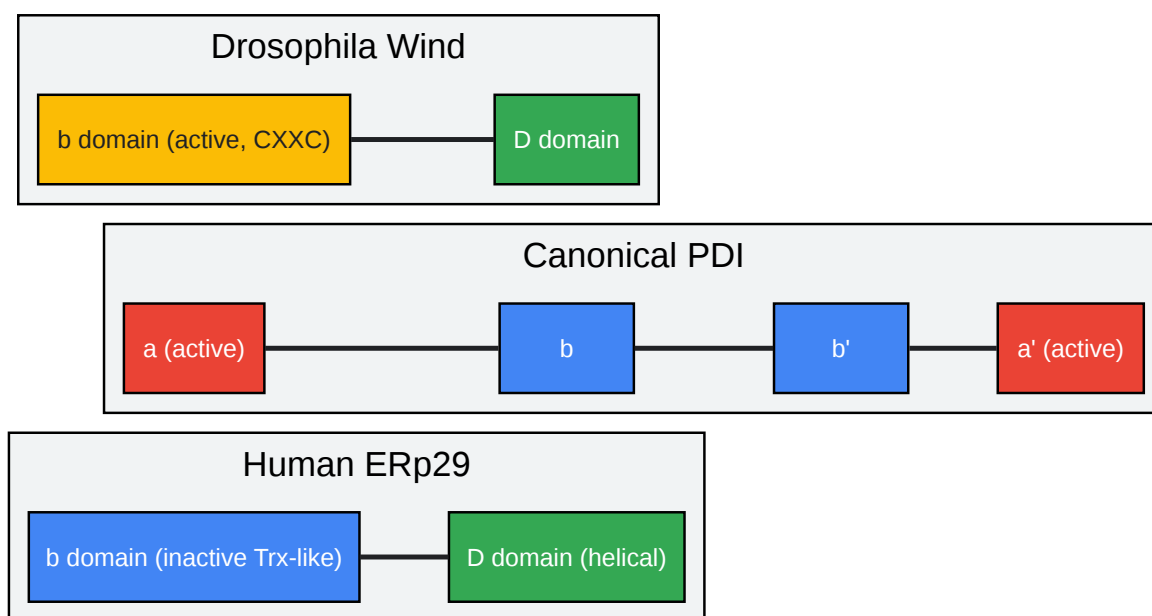 Drosophila Wind
b domain (active, CXXC)
D domain
Canonical PDI
a (active)
b
b'
a' (active)
Human ERp29
b domain (inactive Trx-like)
D domain (helical)